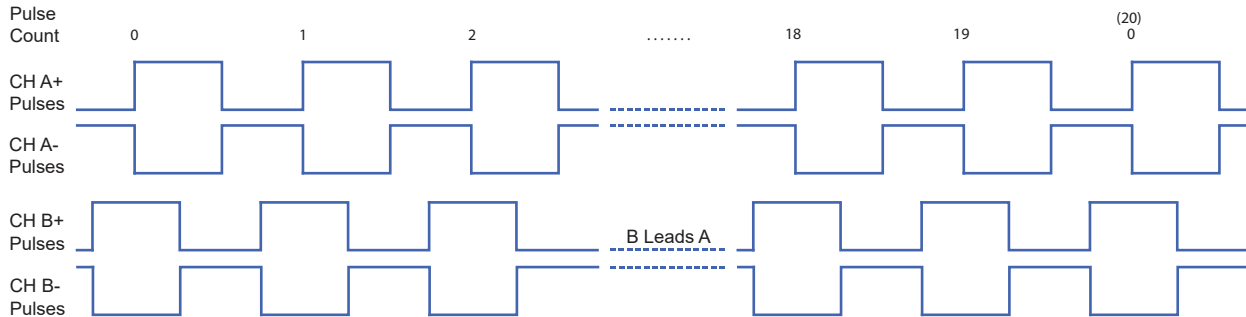 Pulse
Count
0
1
2
.......
18
19
(20)
0
CH A+
Pulses
CH A-
Pulses
CH B+
Pulses
B Leads A
CH B-
Pulses